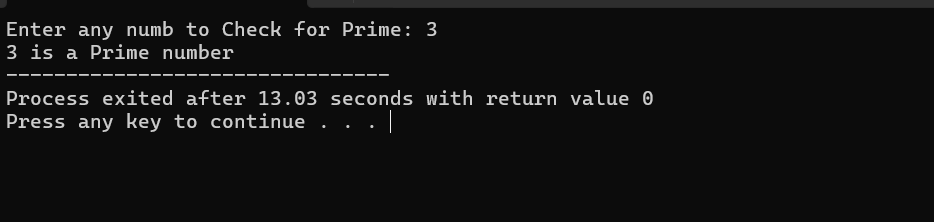 Enter any numb to Check for Prime: 3
3 is a Prime number
--------------------------------
Process exited after 13.03 seconds with return value 0
Press any key to continue . . .